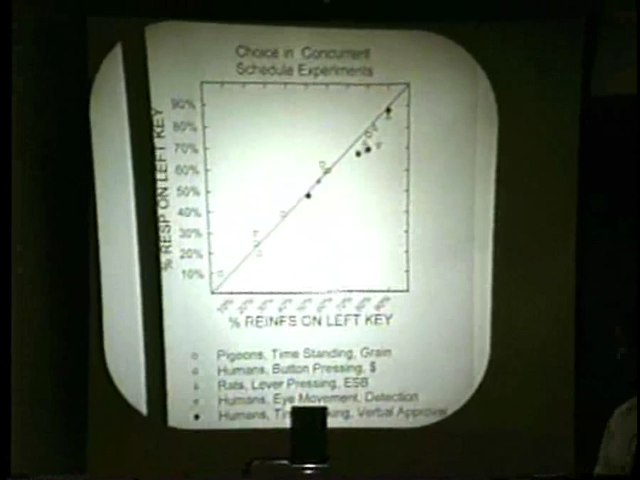 Choice in Concurrent
Schedule Experiments
% RESP ON LEFT KEY
90%
80%
70%
60%
50%
40%
30%
20%
10%
% REINFS ON LEFT KEY
Pigeons, Time Standing, Grain
Humans, Button Pressing, $
Rats, Lever Pressing, ESB
Humans, Eye Movement, Detection
Humans, Verbal Approval